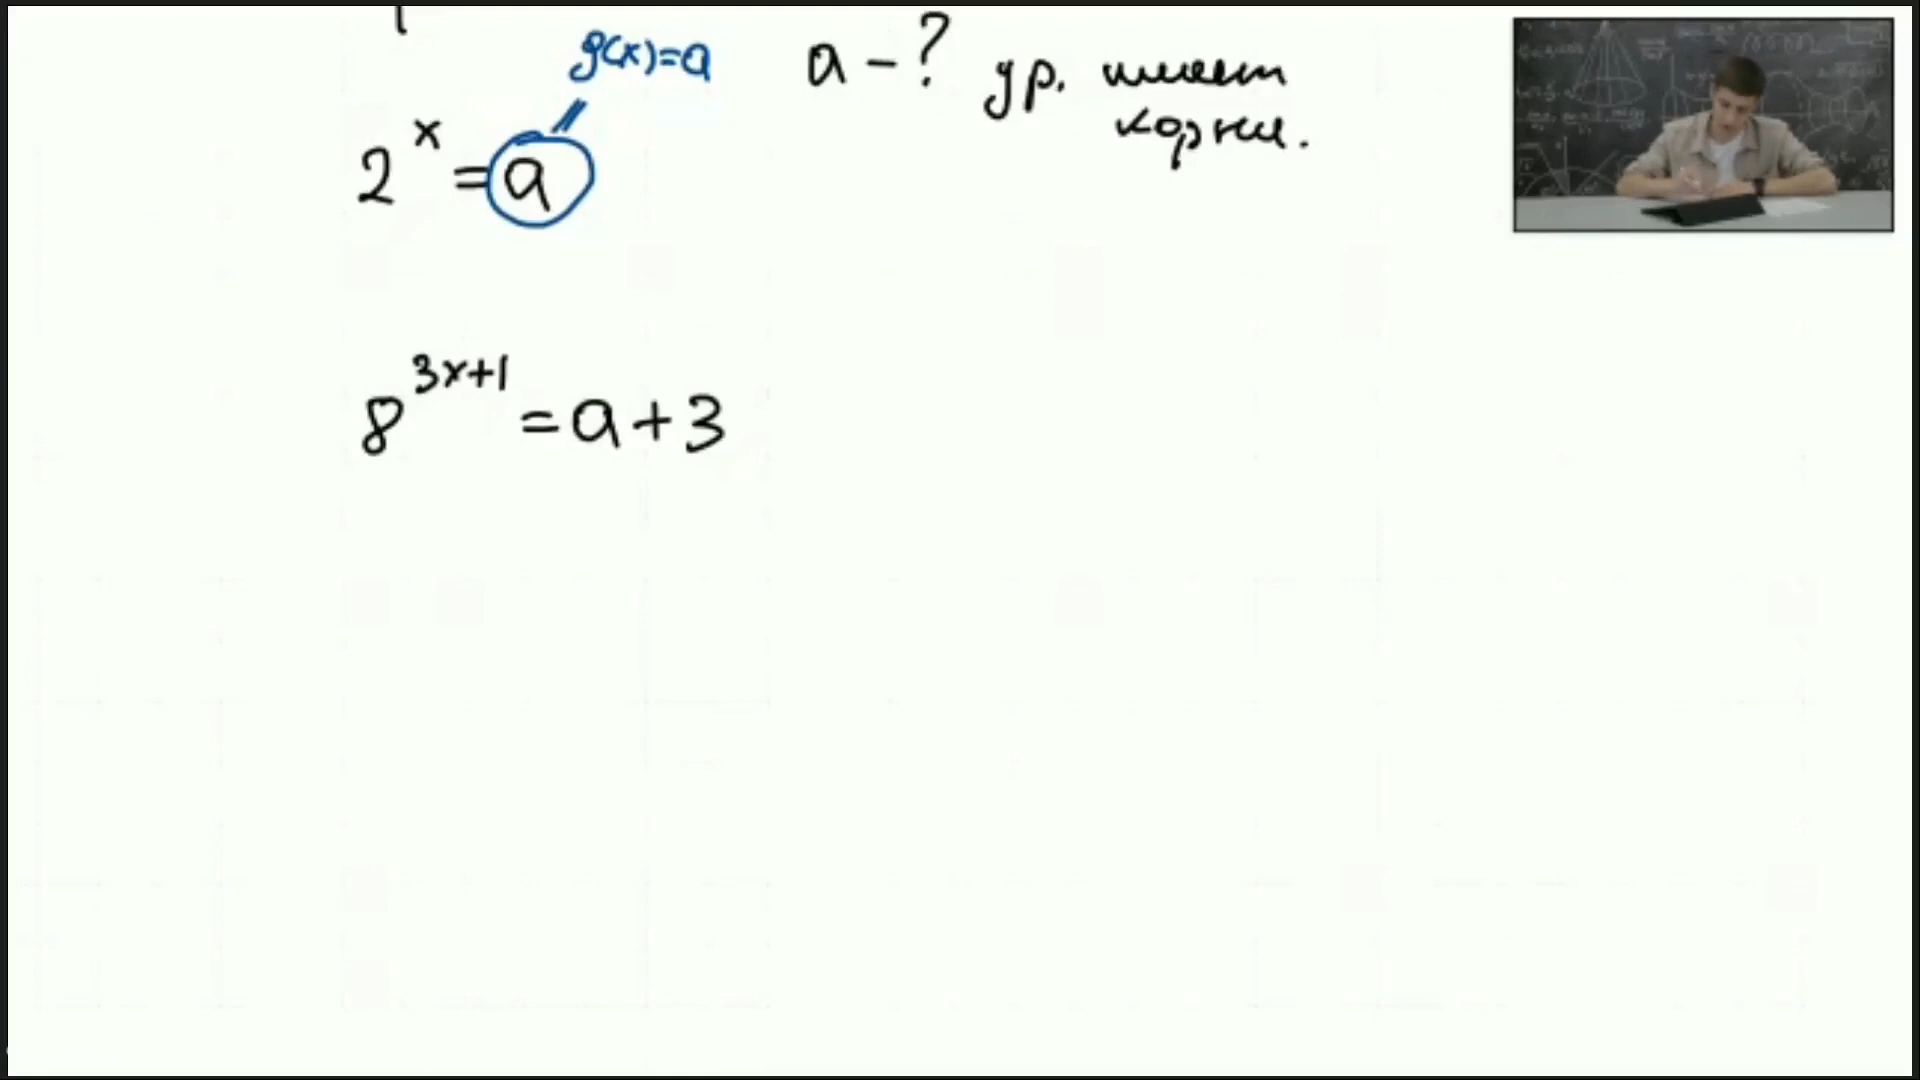 g(x)=a
a - ? ур. имеет
корни.
2^x = a
8^{3x+1} = a+3